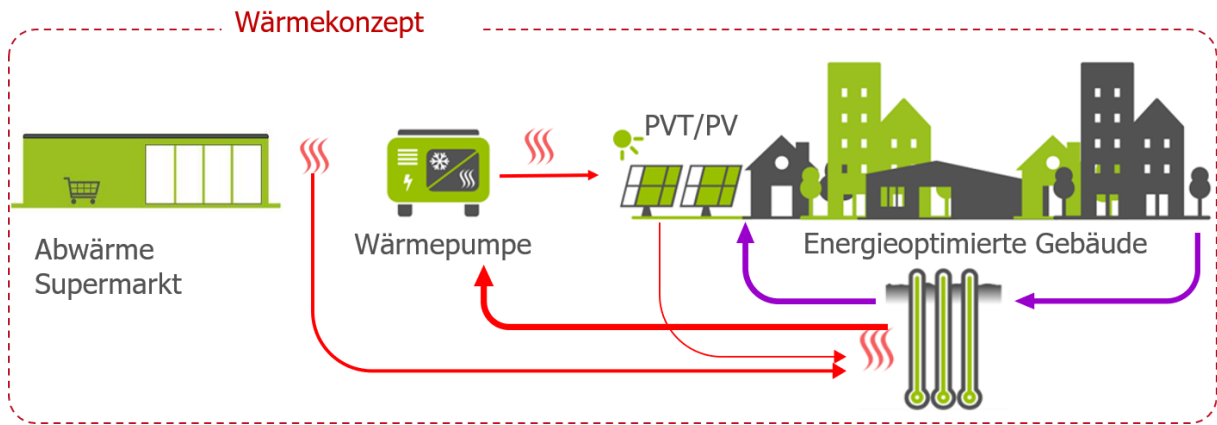 Wärmekonzept
PVT/PV
Abwärme
Supermarkt
Wärmepumpe
Energieoptimierte Gebäude